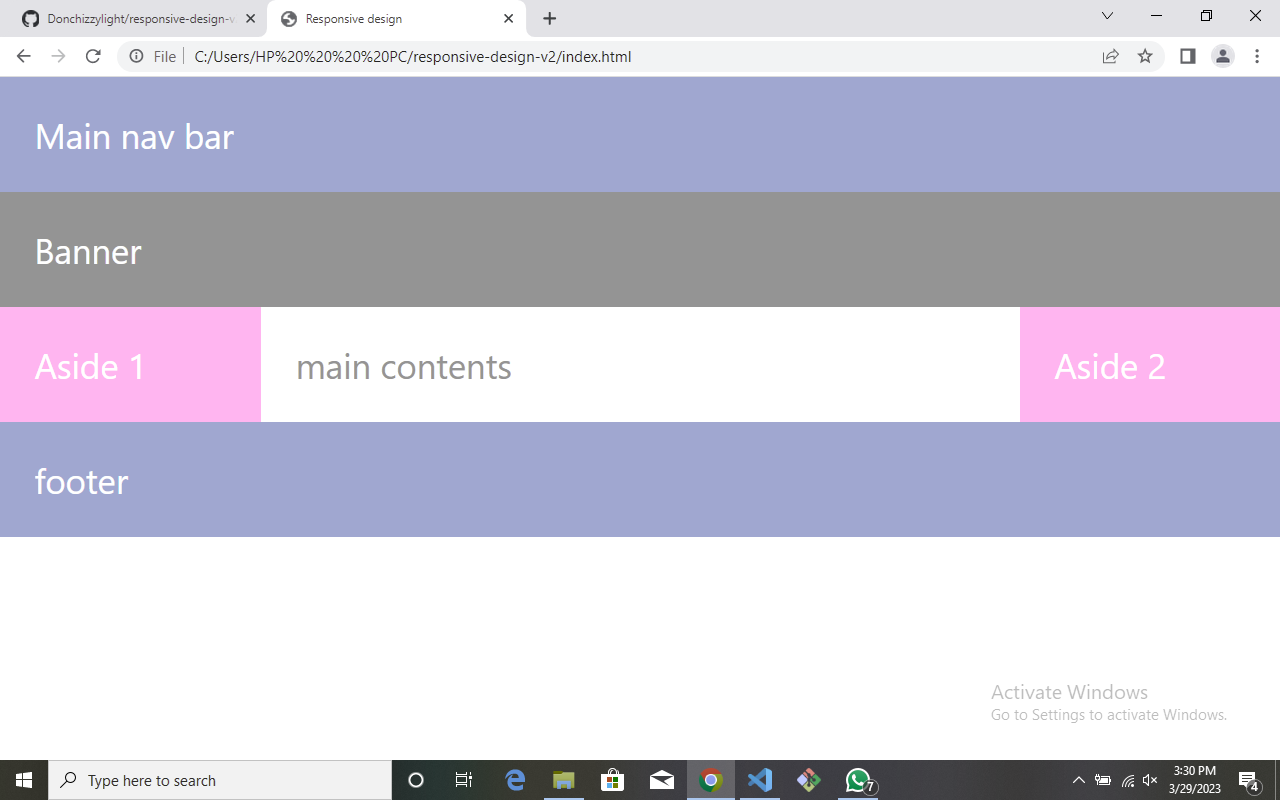 Donchizzylight/responsive-design-v
Responsive design
File
C:/Users/HP%20%20%20%20PC/responsive-design-v2/index.html
Main nav bar
Banner
Aside 1
main contents
Aside 2
footer
Activate Windows
Go to Settings to activate Windows.
Type here to search
7
3:30 PM
3/29/2023
4